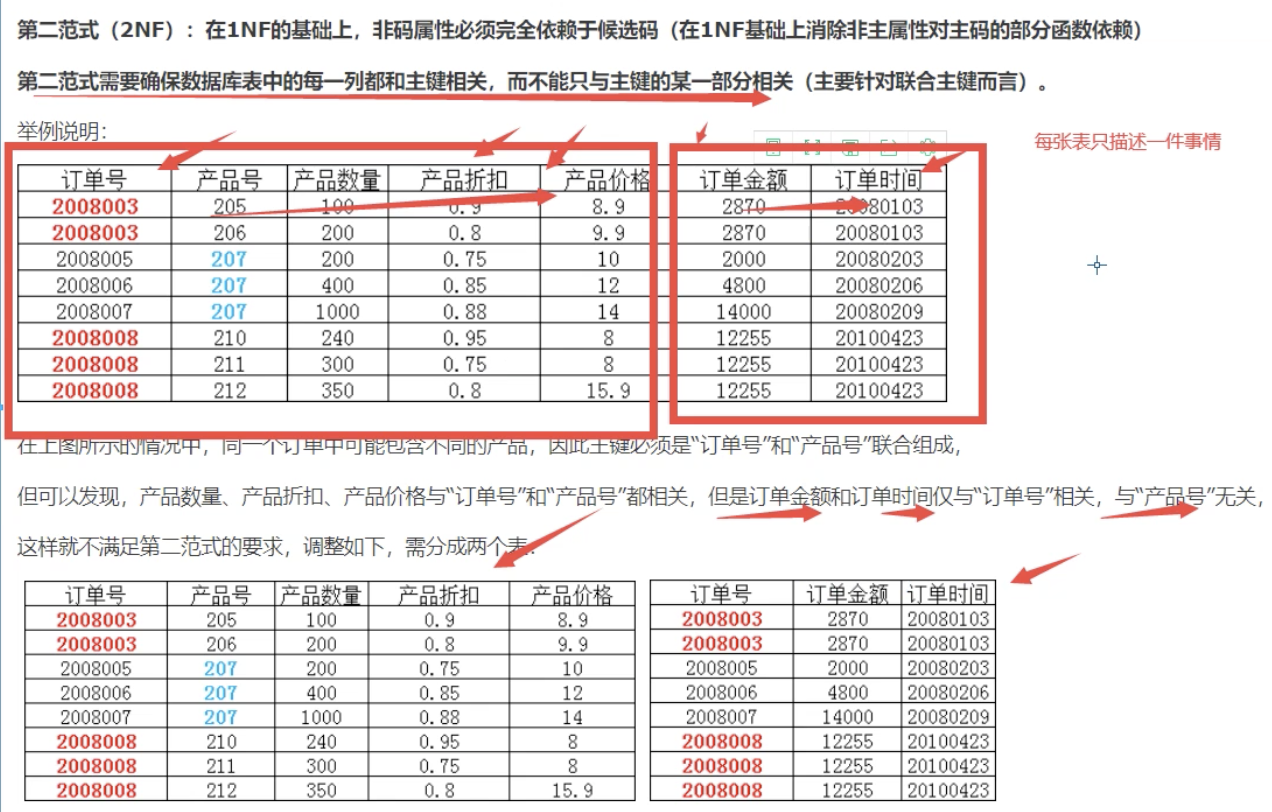 第二范式（2NF）：在1NF的基础上，非码属性必须完全依赖于候选码（在1NF基础上消除非主属性对主码的部分函数依赖）
第二范式需要确保数据库表中的每一列都和主键相关，而不能只与主键的某一部分相关（主要针对联合主键而言）。
举例说明：
每张表只描述一件事情
订单号 产品号 产品数量 产品折扣 产品价格 订单金额 订单时间
2008003 205 100 0.9 8.9 2870 20080103
2008003 206 200 0.8 9.9 2870 20080103
2008005 207 200 0.75 10 2000 20080203
2008006 207 400 0.85 12 4800 20080206
2008007 207 1000 0.88 14 14000 20080209
2008008 210 240 0.95 8 12255 20100423
2008008 211 300 0.75 8 12255 20100423
2008008 212 350 0.8 15.9 12255 20100423
在上图所示的情况中，同一个订单中可能包含不同的产品，因此主键必须是“订单号”和“产品号”联合组成，
但可以发现，产品数量、产品折扣、产品价格与“订单号”和“产品号”都相关，但是订单金额和订单时间仅与“订单号”相关，与“产品号”无关，
这样就不满足第二范式的要求，调整如下，需分成两个表：
订单号 产品号 产品数量 产品折扣 产品价格
2008003 205 100 0.9 8.9
2008003 206 200 0.8 9.9
2008005 207 200 0.75 10
2008006 207 400 0.85 12
2008007 207 1000 0.88 14
2008008 210 240 0.95 8
2008008 211 300 0.75 8
2008008 212 350 0.8 15.9
订单号 订单金额 订单时间
2008003 2870 20080103
2008003 2870 20080103
2008005 2000 20080203
2008006 4800 20080206
2008007 14000 20080209
2008008 12255 20100423
2008008 12255 20100423
2008008 12255 20100423